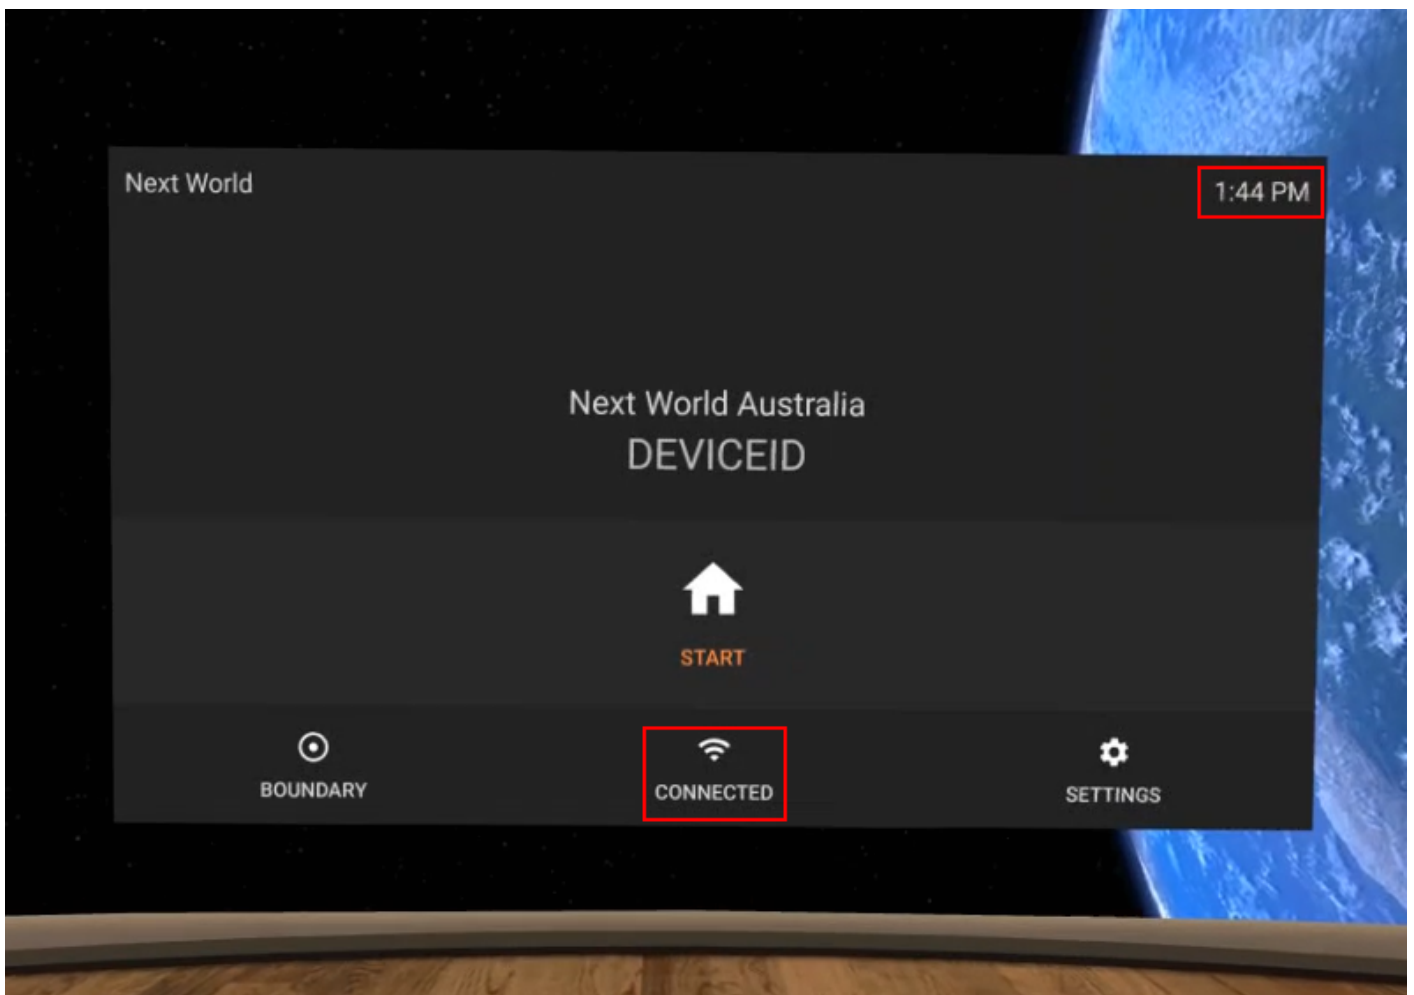 Next World
1:44 PM
Next World Australia
DEVICEID
START
BOUNDARY
CONNECTED
SETTINGS